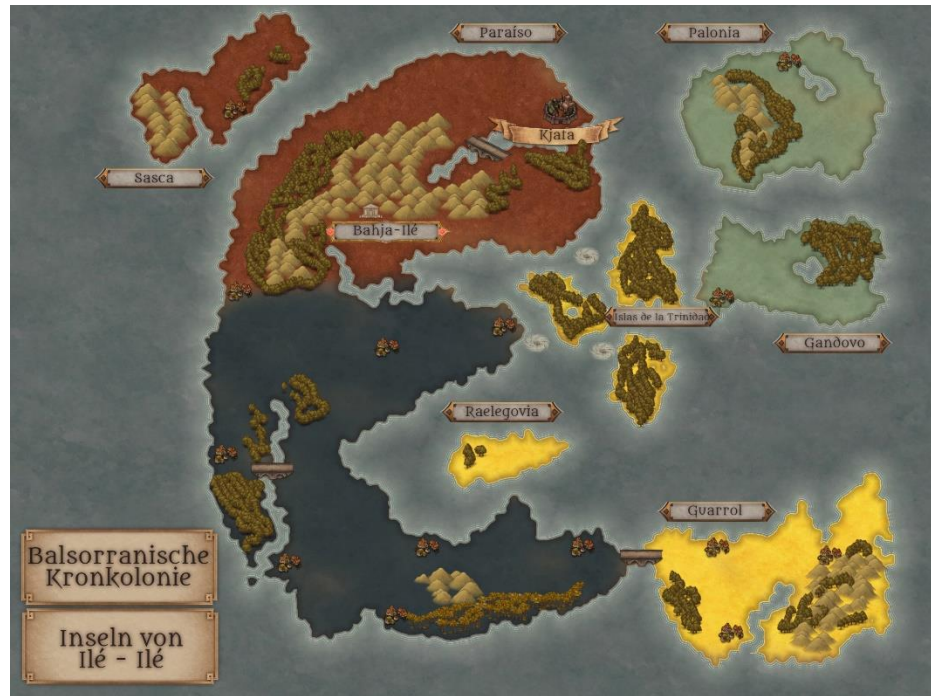 Paraíso
Palonia
Kjata
Sasca
Bahja-Ilé
Islas de la Trinidad
Gandovo
Raelegovia
Guarrol
Balsorranische
Kronkolonie
Inseln von
Ilé - Ilé